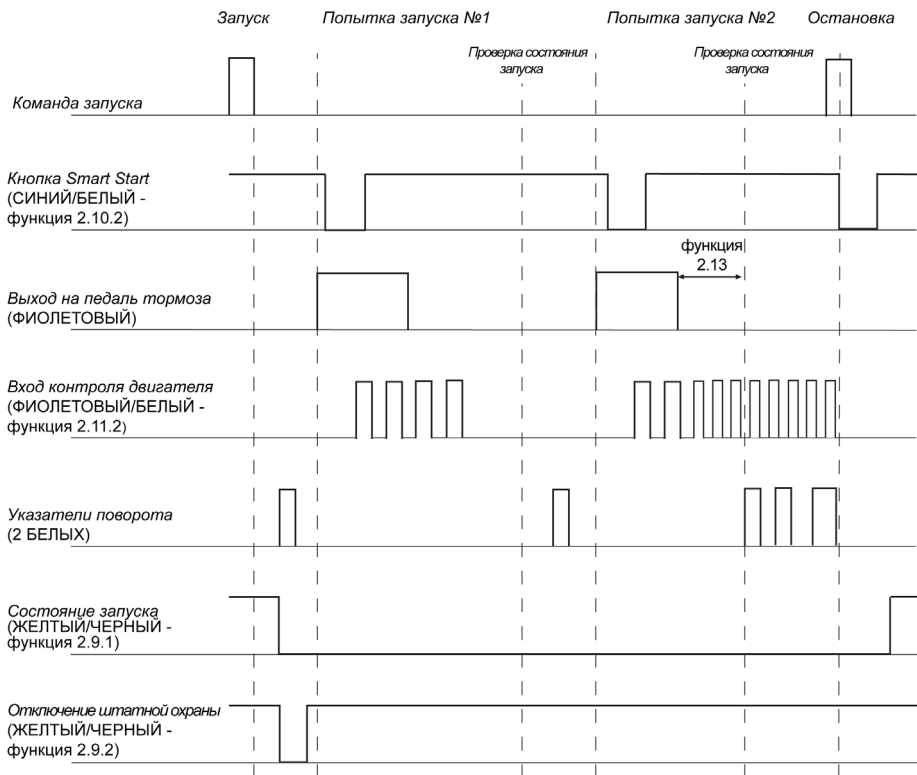 Запуск
Попытка запуска №1
Попытка запуска №2
Остановка
Проверка состояния
запуска
Проверка состояния
запуска
Команда запуска
Кнопка Smart Start
(СИНИЙ/БЕЛЫЙ -
функция 2.10.2)
функция
2.13
Выход на педаль тормоза
(ФИОЛЕТОВЫЙ)
Вход контроля двигателя
(ФИОЛЕТОВЫЙ/БЕЛЫЙ -
функция 2.11.2)
Указатели поворота
(2 БЕЛЫХ)
Состояние запуска
(ЖЕЛТЫЙ/ЧЕРНЫЙ -
функция 2.9.1)
Отключение штатной охраны
(ЖЕЛТЫЙ/ЧЕРНЫЙ -
функция 2.9.2)